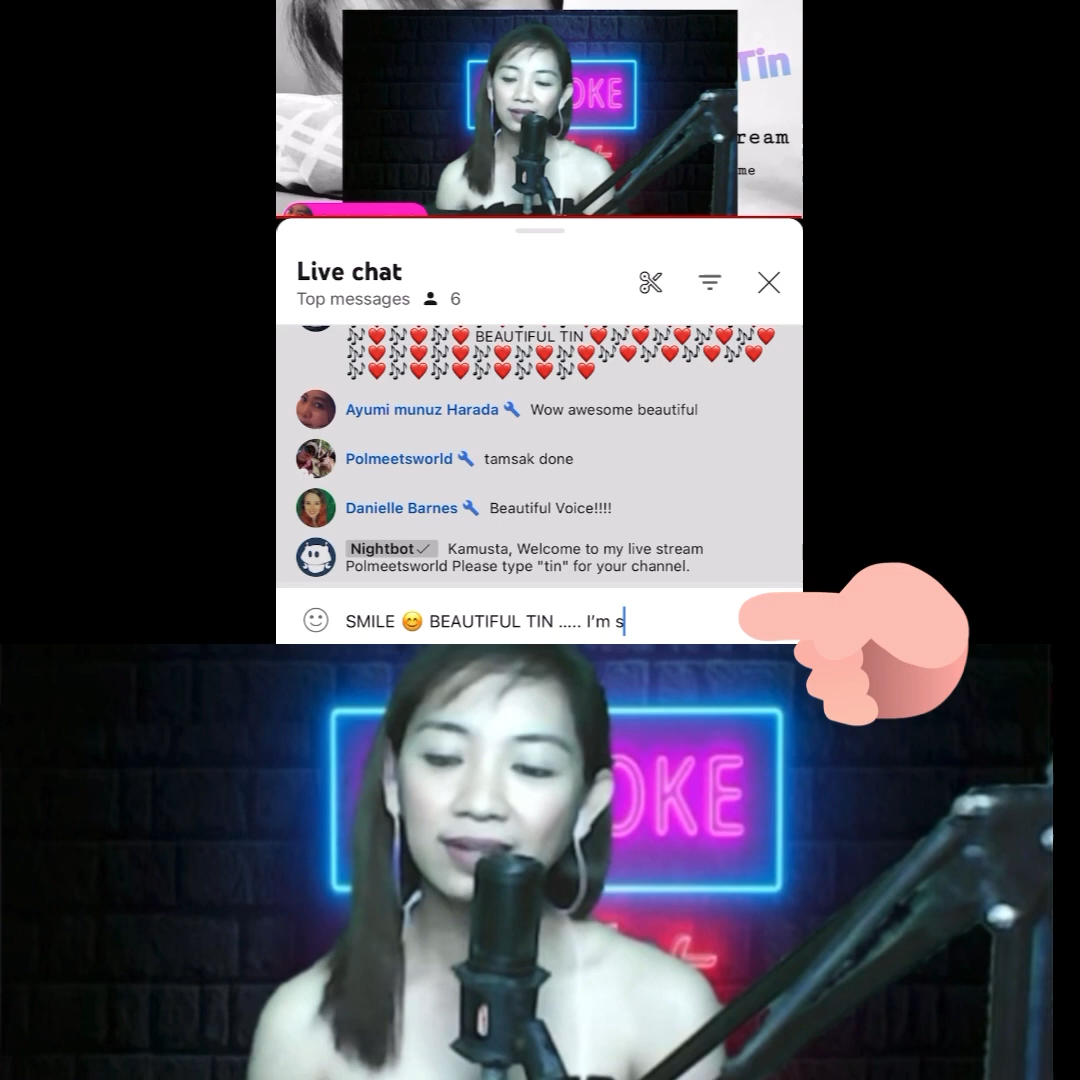 OKE
Tin
ream
me
Live chat
Top messages 6
🎶❤️🎶❤️🎶❤️ BEAUTIFUL TIN ❤️🎶❤️🎶❤️🎶❤️🎶❤️
🎶❤️🎶❤️🎶❤️🎶❤️🎶❤️🎶❤️🎶❤️🎶❤️🎶❤️🎶❤️
🎶❤️🎶❤️🎶❤️🎶❤️🎶❤️🎶❤️
Ayumi munuz Harada 🔧 Wow awesome beautiful
Polmeetsworld 🔧 tamsak done
Danielle Barnes 🔧 Beautiful Voice!!!!
Nightbot✓ Kamusta, Welcome to my live stream
Polmeetsworld Please type "tin" for your channel.
SMILE 😊 BEAUTIFUL TIN ..... I’m s
OKE